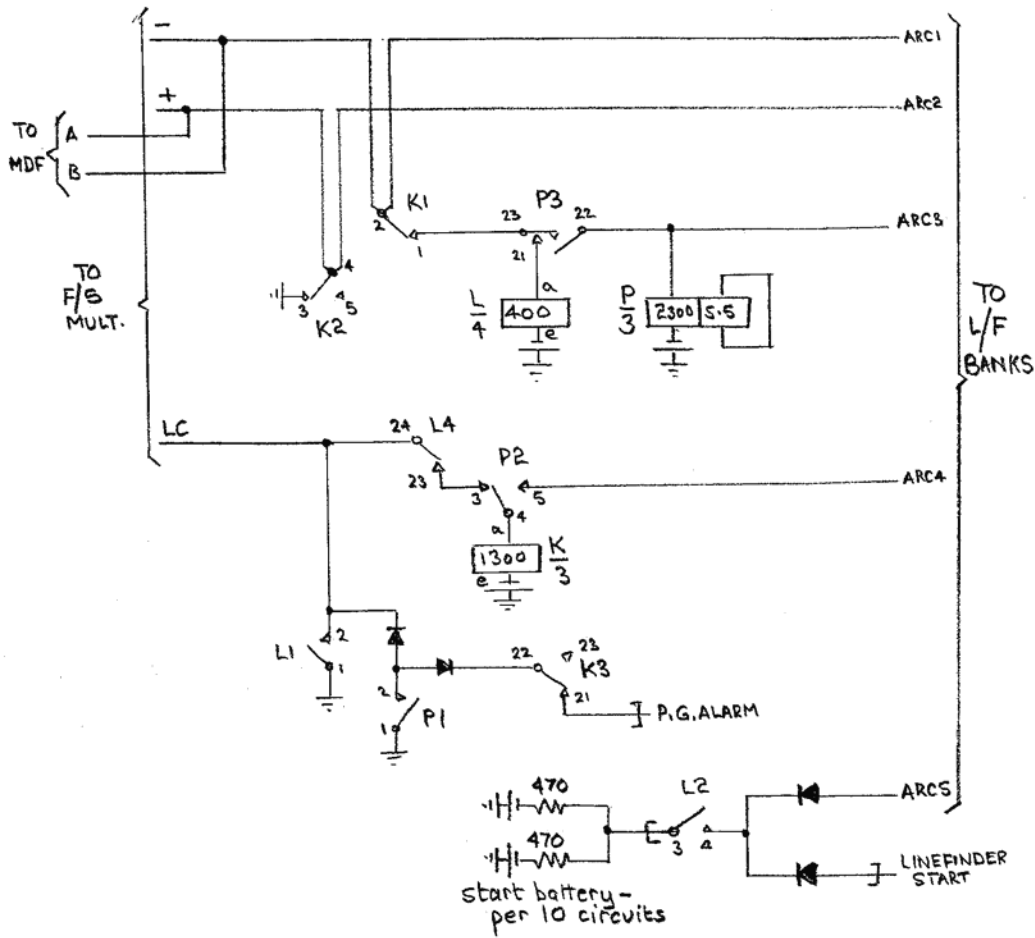 -
ARC1
+
ARC2
TO
MDF
A
B
K1
2
1
P3
23
22
21
ARC3
TO
F/S
MULT.
4
3
5
K2
L
4
a
400
e
P
3
2300
5.5
TO
L/F
BANKS
LC
24
L4
23
P2
3
5
4
ARC4
a
1300
e
K
3
L1
2
1
2
1
P1
22
23
K3
21
P.G. ALARM
470
470
L2
3
4
ARC5
LINEFINDER
START
start battery-
per 10 circuits